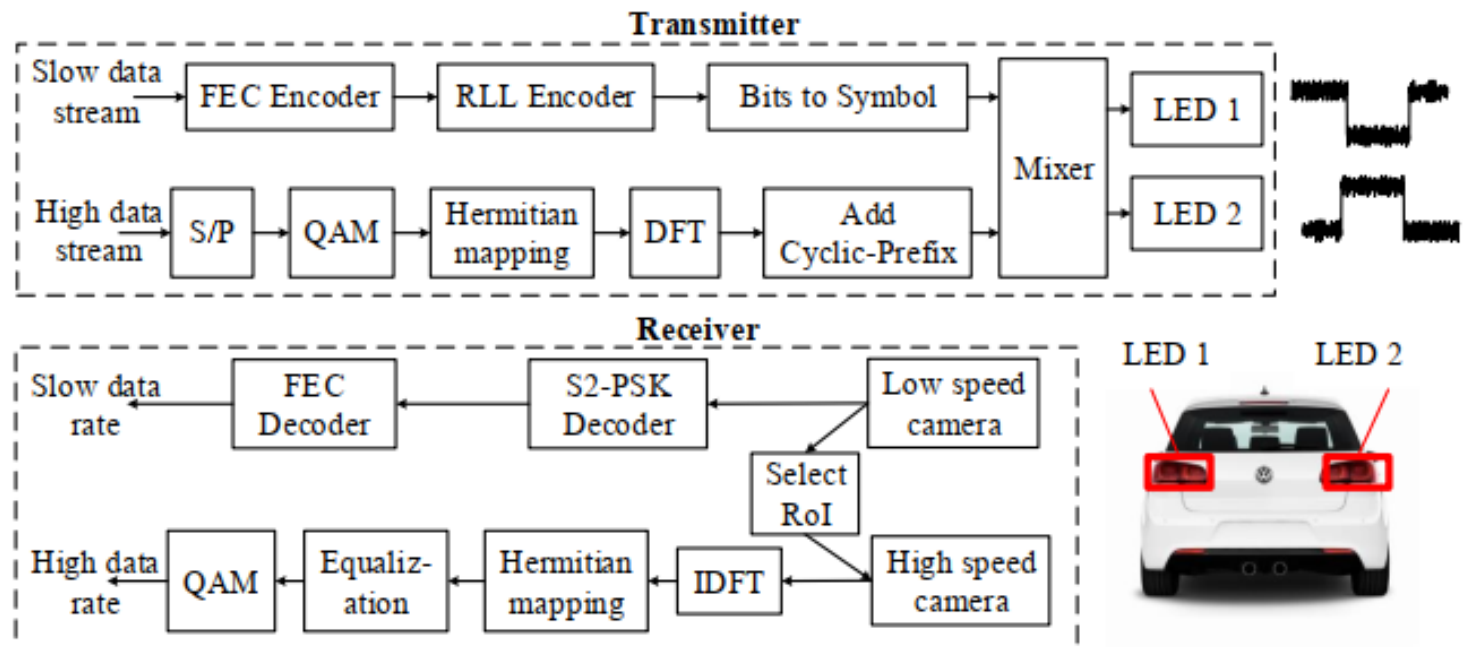 Transmitter
Slow data
stream
FEC Encoder
RLL Encoder
Bits to Symbol
Mixer
LED 1
LED 2
High data
stream
S/P
QAM
Hermitian
mapping
DFT
Add
Cyclic-Prefix
Receiver
Slow data
rate
FEC
Decoder
S2-PSK
Decoder
Low speed
camera
Select
RoI
High data
rate
QAM
Equaliz-
ation
Hermitian
mapping
IDFT
High speed
camera
LED 1
LED 2